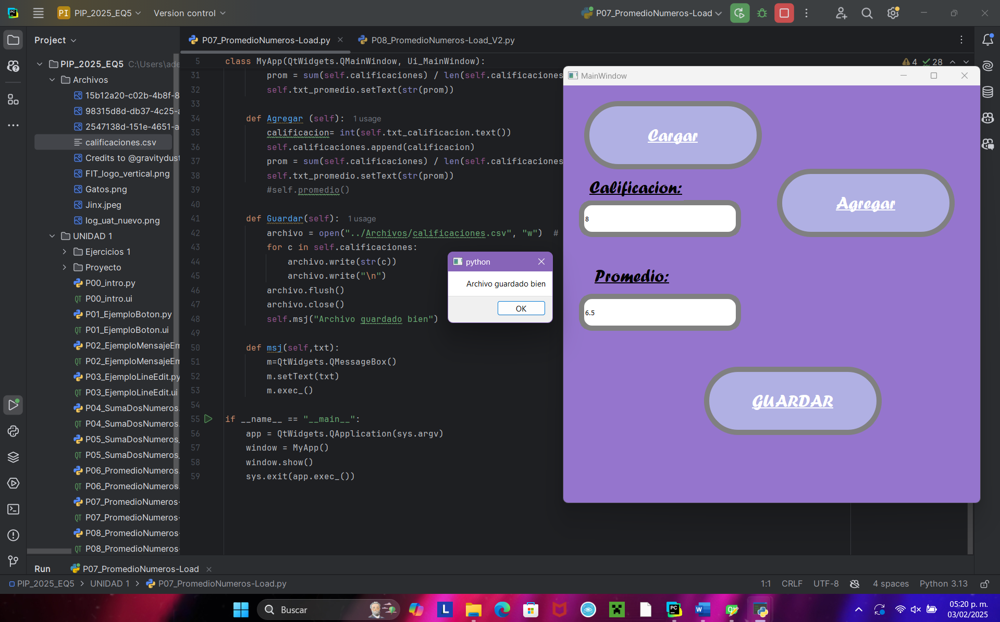 PI PIP_2025_EQ5 Version control P07_PromedioNumeros-Load
Project
PIP_2025_EQ5 C:\Users\ade
Archivos
15b12a20-c02b-4b8f-8
98315d8d-db37-4c25-a
2547138d-151e-4651-a
calificaciones.csv
Credits to @gravitydust
FIT_logo_vertical.png
Gatos.png
Jinx.jpeg
log_uat_nuevo.png
UNIDAD 1
Ejercicios 1
Proyecto
P00_intro.py
P00_intro.ui
P01_EjemploBoton.py
P01_EjemploBoton.ui
P02_EjemploMensajeEm
P02_EjemploMensajeEm
P03_EjemploLineEdit.py
P03_EjemploLineEdit.ui
P04_SumaDosNumeros
P04_SumaDosNumeros
P05_SumaDosNumeros_
P05_SumaDosNumeros_
P06_PromedioNumeros
P06_PromedioNumeros
P07_PromedioNumeros-
P07_PromedioNumeros-
P08_PromedioNumeros-
P08_PromedioNumeros-
P07_PromedioNumeros-Load.py P08_PromedioNumeros-Load_V2.py
4 28
5 class MyApp(QtWidgets.QMainWindow, Ui_MainWindow):
31 prom = sum(self.calificaciones) / len(self.calificaciones
32 self.txt_promedio.setText(str(prom))
33
34 def Agregar (self): 1 usage
35 calificacion= int(self.txt_calificacion.text())
36 self.calificaciones.append(calificacion)
37 prom = sum(self.calificaciones) / len(self.calificaciones
38 self.txt_promedio.setText(str(prom))
39 #self.promedio()
40
41 def Guardar(self): 1 usage
42 archivo = open("../Archivos/calificaciones.csv", "w") #
43 for c in self.calificaciones:
44 archivo.write(str(c))
45 archivo.write("\n")
46 archivo.flush()
47 archivo.close()
48 self.msj("Archivo guardado bien")
49
50 def msj(self,txt):
51 m=QtWidgets.QMessageBox()
52 m.setText(txt)
53 m.exec_()
54
55 if __name__ == "__main__":
56 app = QtWidgets.QApplication(sys.argv)
57 window = MyApp()
58 window.show()
59 sys.exit(app.exec_())
python
Archivo guardado bien
OK
MainWindow
Cargar
Calificacion:
8
Agregar
Promedio:
6.5
GUARDAR
Run P07_PromedioNumeros-Load
PIP_2025_EQ5 > UNIDAD 1 > P07_PromedioNumeros-Load.py
1:1 CRLF UTF-8 4 spaces Python 3.13
Buscar
05:20 p. m.
03/02/2025